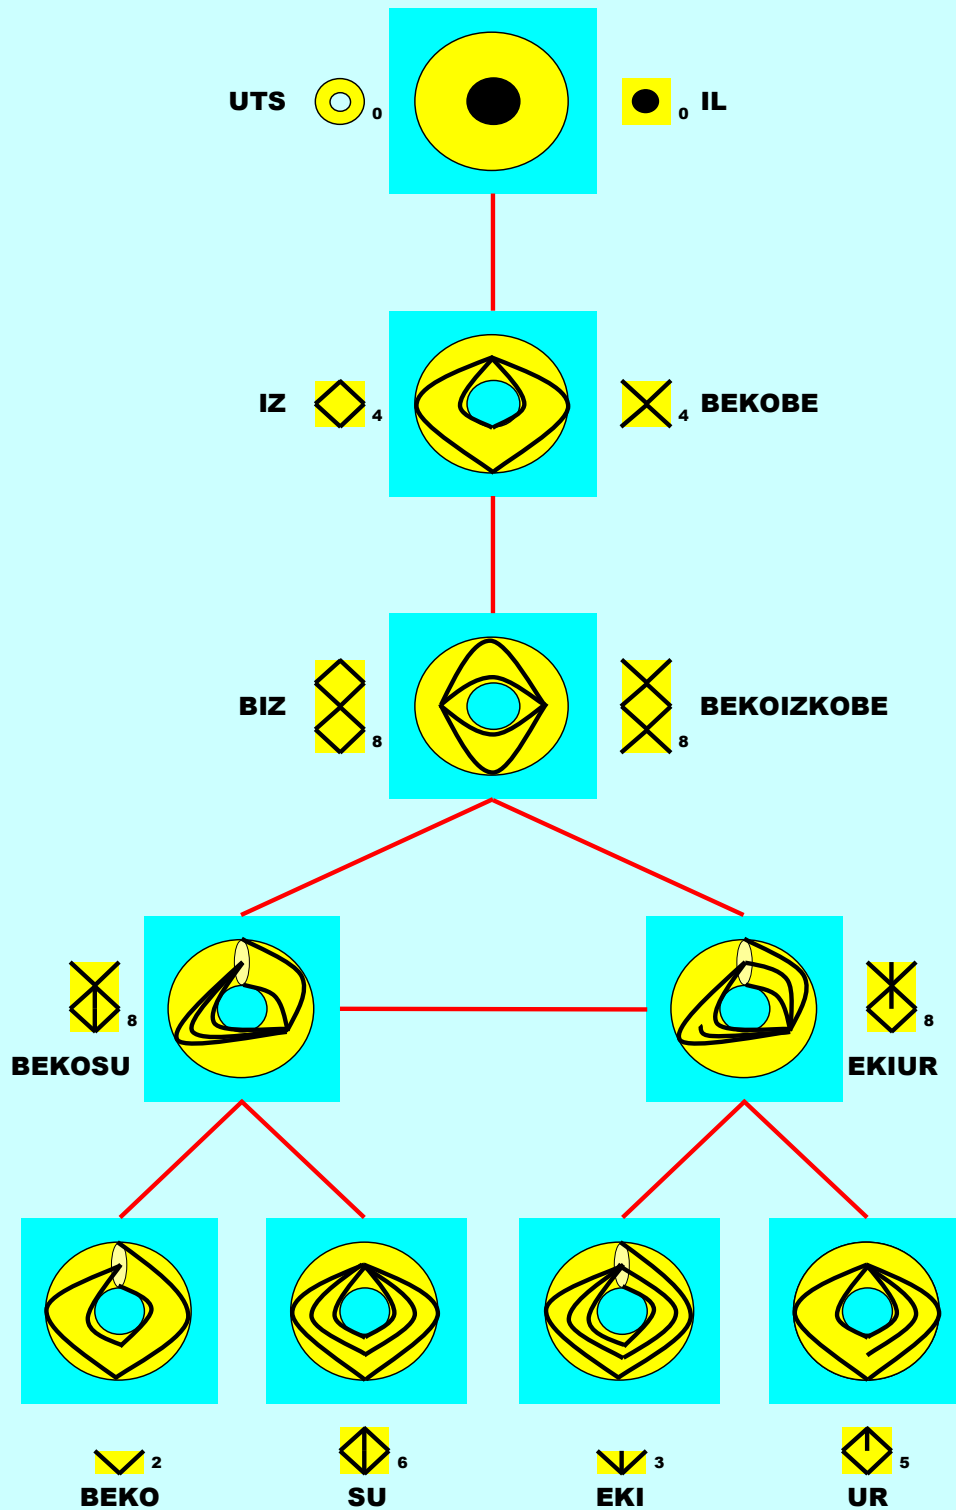 UTS 0 0 IL
IZ 4 4 BEKOBE
BIZ 8 8 BEKOIZKOBE
8 8
BEKOSU EKIUR
2 6 3 5
BEKO SU EKI UR